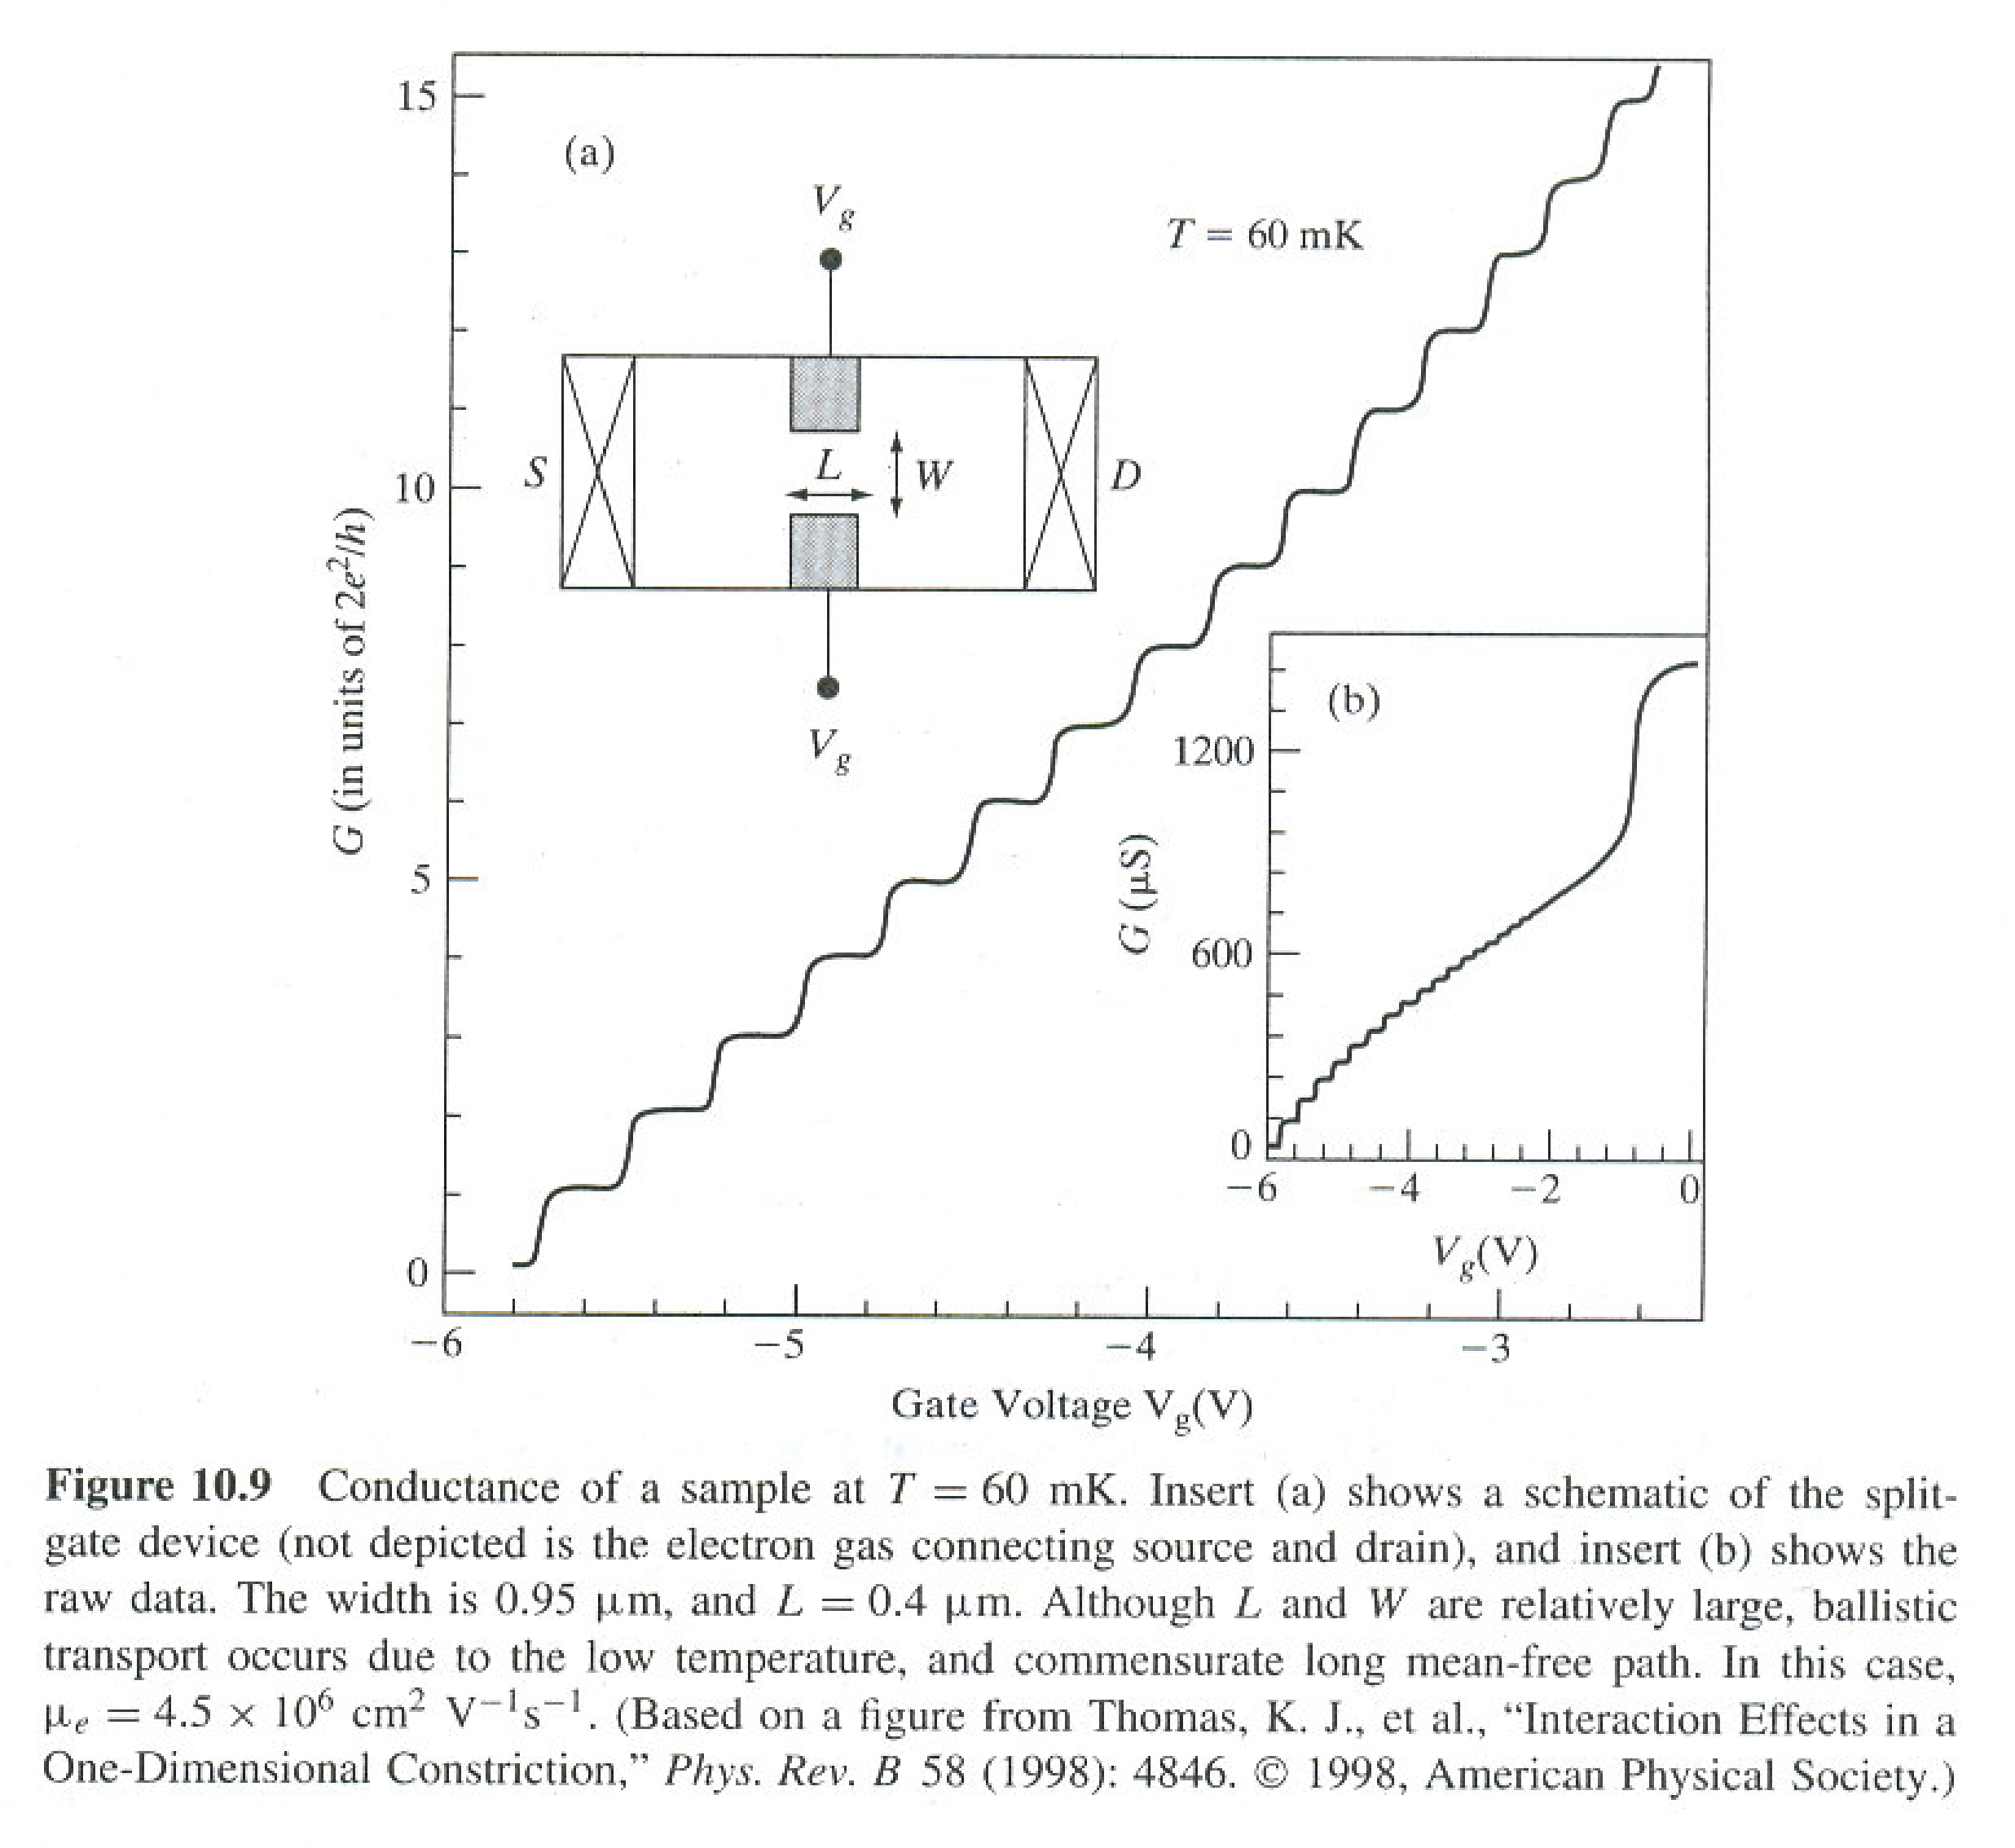 15
(a)
V_g
T = 60 mK
S
L
W
D
10
G (in units of 2e²/h)
V_g
(b)
1200
G (µS)
600
0
−6
−4
−2
0
V_g(V)
5
0
−6
−5
−4
−3
Gate Voltage V_g(V)
Figure 10.9 Conductance of a sample at T = 60 mK. Insert (a) shows a schematic of the split-
gate device (not depicted is the electron gas connecting source and drain), and insert (b) shows the
raw data. The width is 0.95 µm, and L = 0.4 µm. Although L and W are relatively large, ballistic
transport occurs due to the low temperature, and commensurate long mean-free path. In this case,
µ_e = 4.5 × 10⁶ cm² V⁻¹s⁻¹. (Based on a figure from Thomas, K. J., et al., “Interaction Effects in a
One-Dimensional Constriction,” Phys. Rev. B 58 (1998): 4846. © 1998, American Physical Society.)